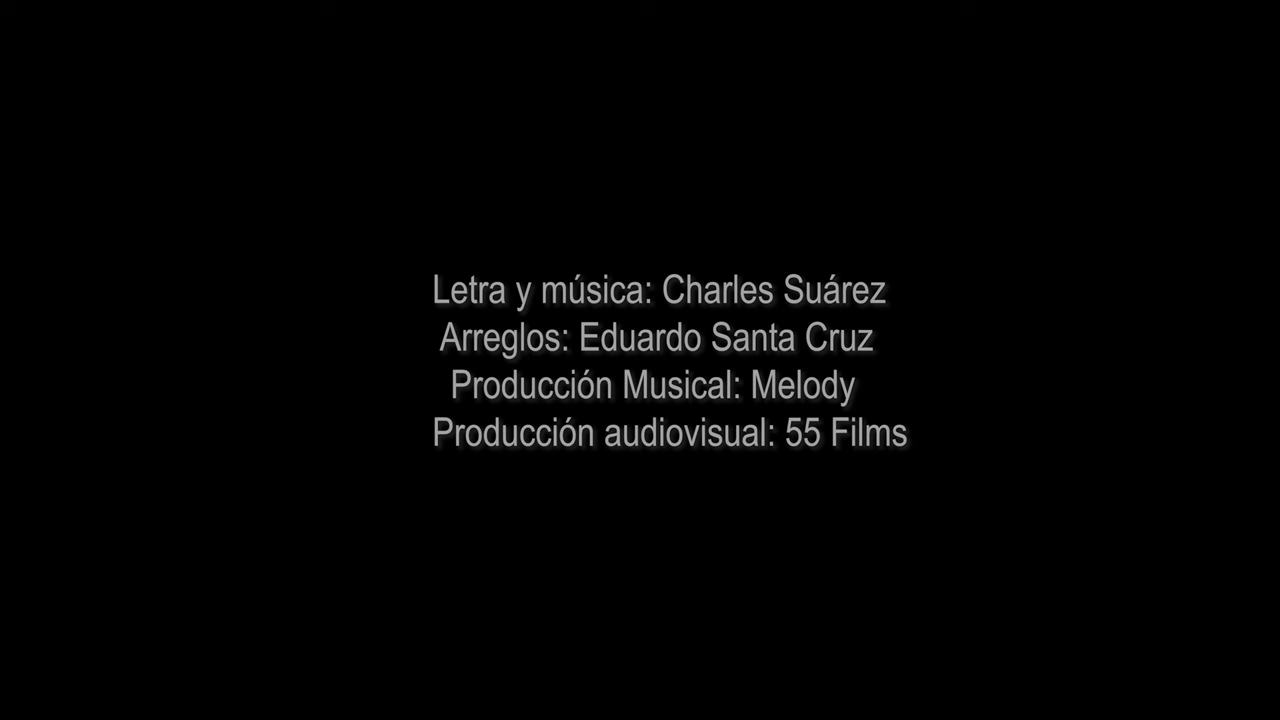 Letra y música: Charles Suárez
Arreglos: Eduardo Santa Cruz
Producción Musical: Melody
Producción audiovisual: 55 Films